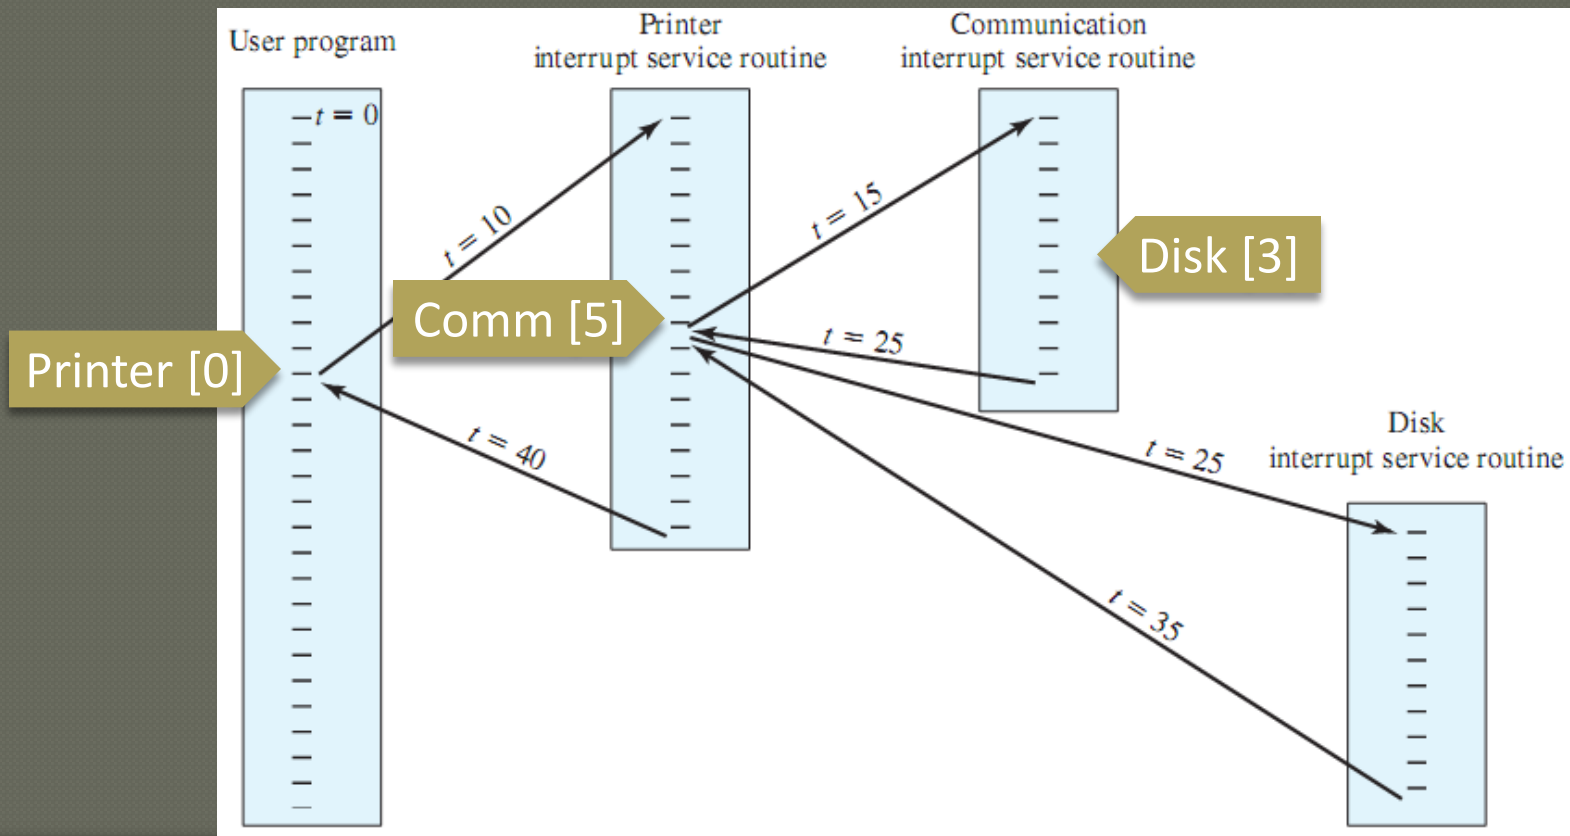 User program
Printer
interrupt service routine
Communication
interrupt service routine
t = 0
t = 10
t = 15
Disk [3]
Comm [5]
t = 25
Printer [0]
t = 40
t = 25
Disk
interrupt service routine
t = 35